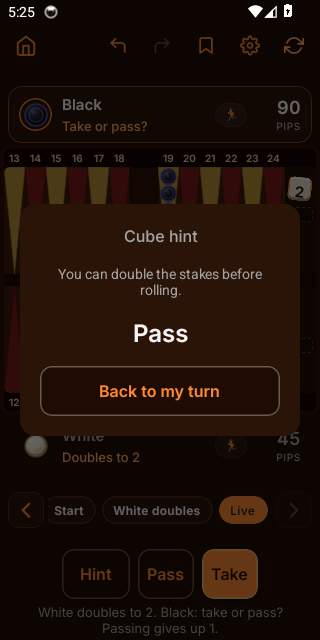 5:25
Black
Take or pass?
90
PIPS
13 14 15 16 17 18 19 20 21 22 23 24
2
Cube hint
You can double the stakes before
rolling.
Pass
Back to my turn
12
White
Doubles to 2
45
PIPS
Start
White doubles
Live
Hint
Pass
Take
White doubles to 2. Black: take or pass?
Passing gives up 1.